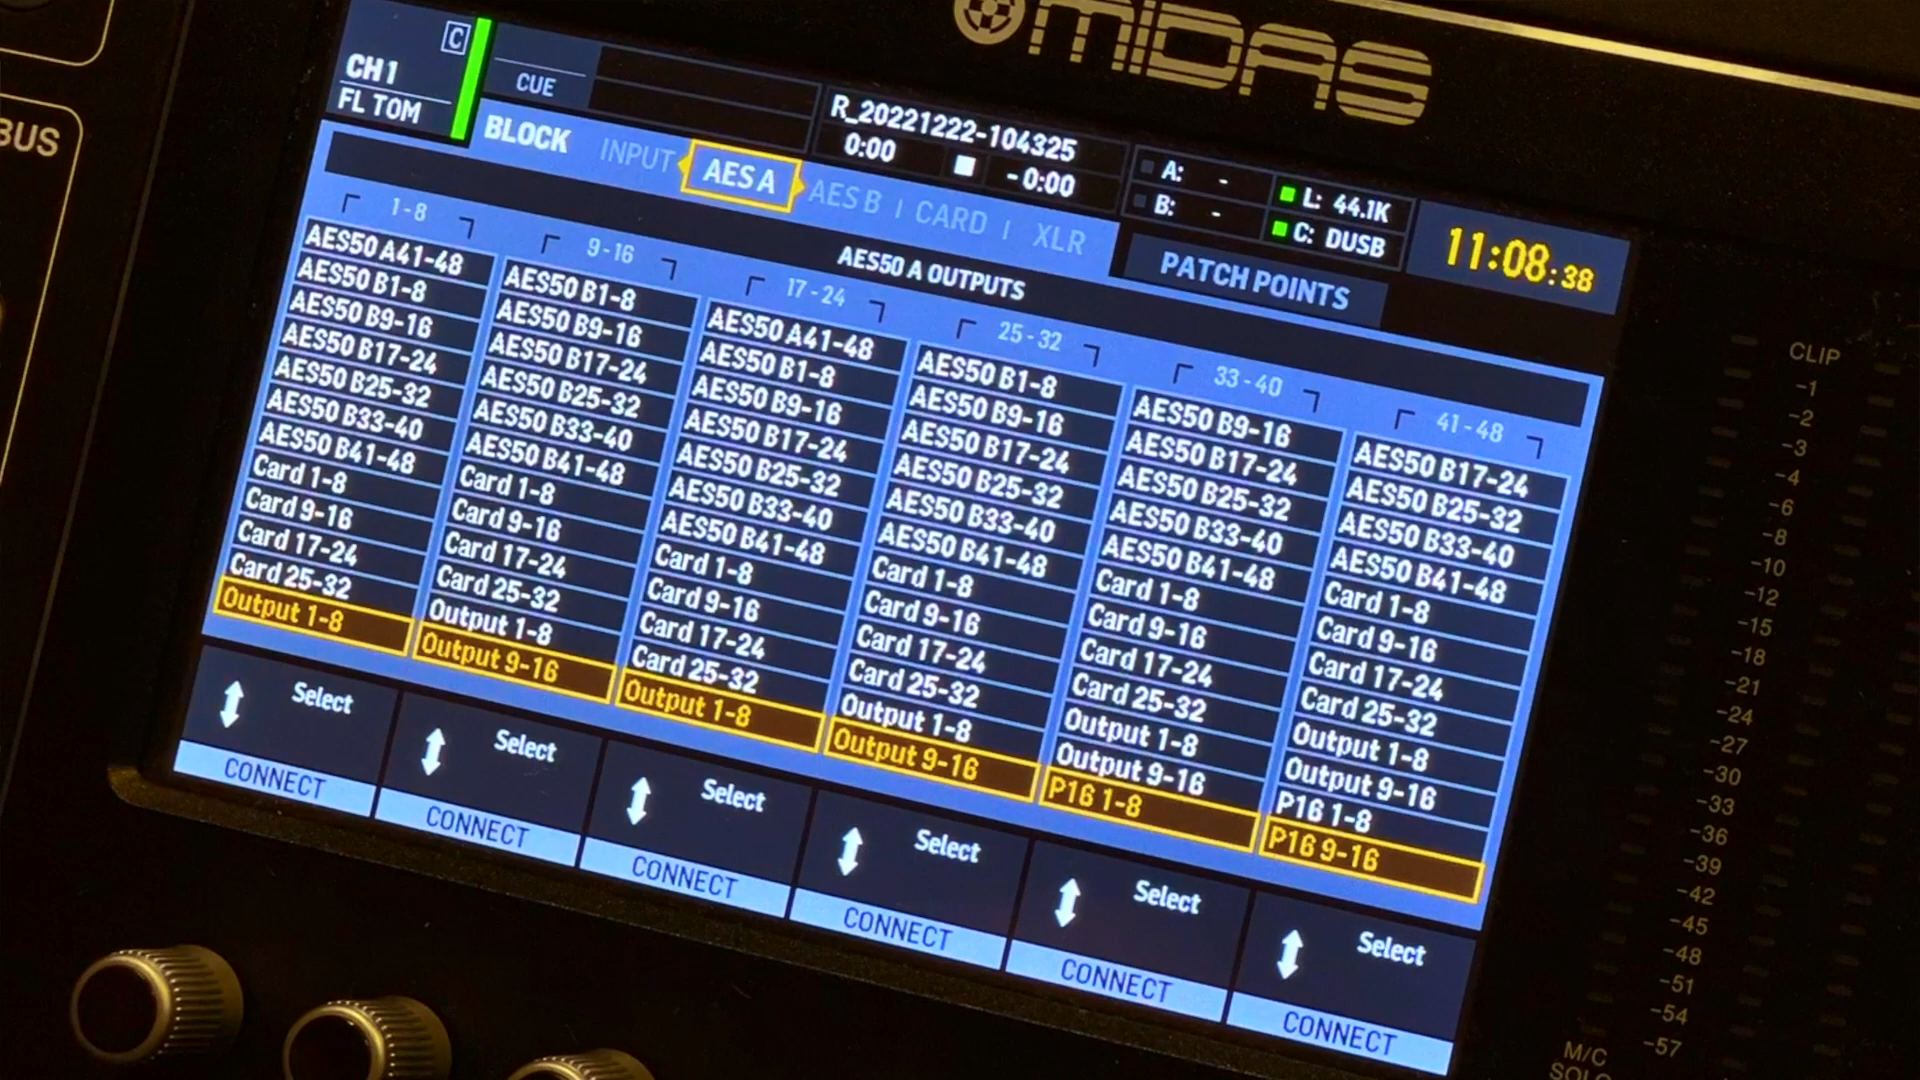 MIDAS
C
CH 1
FL TOM
CUE
R_20221222-104325
0:00
-0:00
A: -
B: -
L: 44.1K
C: DUSB
11:08:38
BUS
BLOCK
INPUT
AES A
AES B | CARD | XLR
PATCH POINTS
AES50 A OUTPUTS
1-8
AES50 A41-48
AES50 B1-8
AES50 B9-16
AES50 B17-24
AES50 B25-32
AES50 B33-40
AES50 B41-48
Card 1-8
Card 9-16
Card 17-24
Card 25-32
Output 1-8
Select
CONNECT
9-16
AES50 B1-8
AES50 B9-16
AES50 B17-24
AES50 B25-32
AES50 B33-40
AES50 B41-48
Card 1-8
Card 9-16
Card 17-24
Card 25-32
Output 1-8
Output 9-16
Select
CONNECT
17-24
AES50 A41-48
AES50 B1-8
AES50 B9-16
AES50 B17-24
AES50 B25-32
AES50 B33-40
AES50 B41-48
Card 1-8
Card 9-16
Card 17-24
Card 25-32
Output 1-8
Select
CONNECT
25-32
AES50 B1-8
AES50 B9-16
AES50 B17-24
AES50 B25-32
AES50 B33-40
AES50 B41-48
Card 1-8
Card 9-16
Card 17-24
Card 25-32
Output 1-8
Output 9-16
Select
CONNECT
33-40
AES50 B9-16
AES50 B17-24
AES50 B25-32
AES50 B33-40
AES50 B41-48
Card 1-8
Card 9-16
Card 17-24
Card 25-32
Output 1-8
Output 9-16
P16 1-8
Select
CONNECT
41-48
AES50 B17-24
AES50 B25-32
AES50 B33-40
AES50 B41-48
Card 1-8
Card 9-16
Card 17-24
Card 25-32
Output 1-8
Output 9-16
P16 1-8
P16 9-16
Select
CONNECT
CLIP
-1
-2
-3
-4
-6
-8
-10
-12
-15
-18
-21
-24
-27
-30
-33
-36
-39
-42
-45
-48
-51
-54
-57
M/C
SOLO